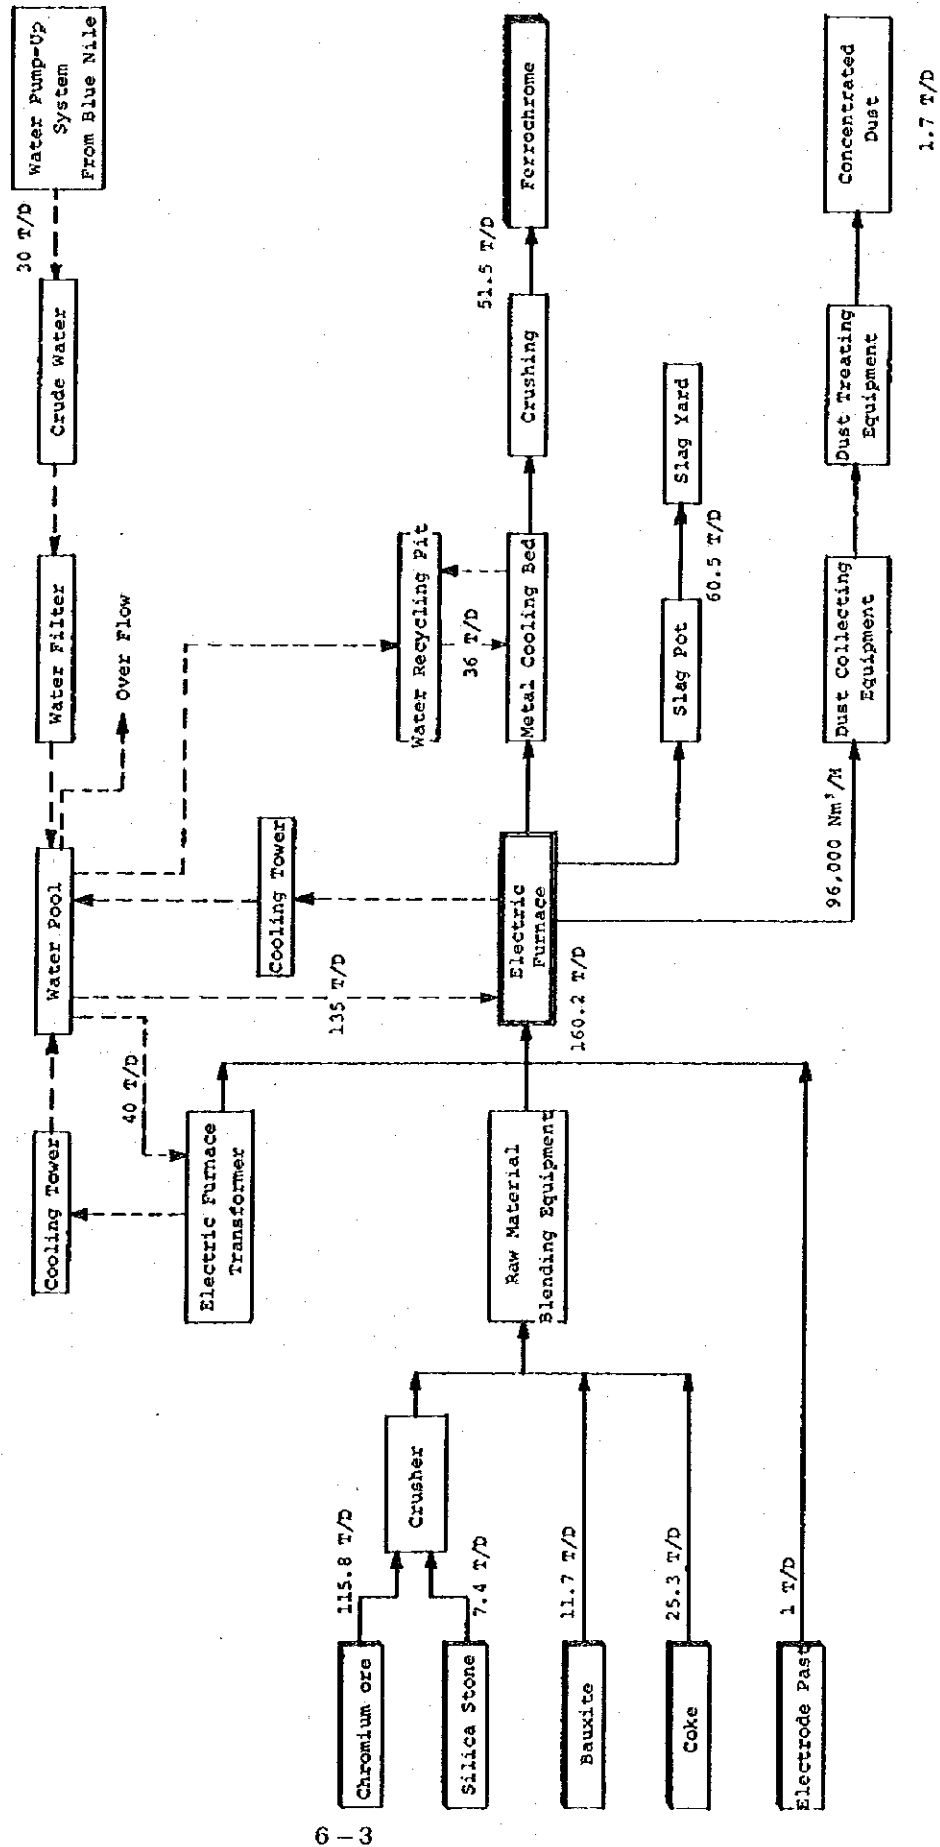 Water Pump-Up
System
From Blue Nile
30 T/D
Crude Water
Water Filter
Over Flow
Water Pool
Cooling Tower
40 T/D
Electric Furnace
Transformer
135 T/D
Cooling Tower
Water Recycling Pit
36 T/D
Chromium ore
115.8 T/D
Silica Stone
7.4 T/D
Crusher
Bauxite
11.7 T/D
Coke
25.3 T/D
Electrode Past
1 T/D
Raw Material
Blending Equipment
Electric
Furnace
160.2 T/D
Metal Cooling Bed
Crushing
51.5 T/D
Ferrochrome
Slag Pot
60.5 T/D
Slag Yard
96,000 Nm³/M
Dust Collecting
Equipment
Dust Treating
Equipment
Concentrated
Dust
1.7 T/D
6-3